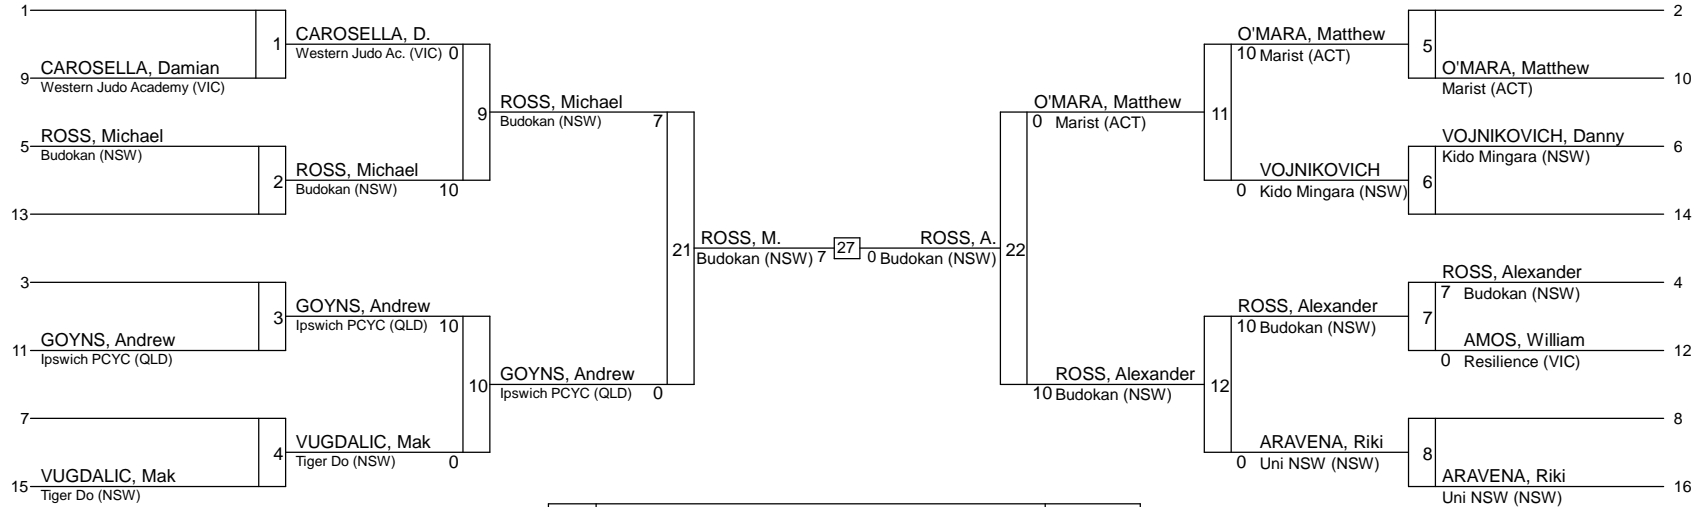 1
1
CAROSELLA, D.
Western Judo Ac. (VIC) 0
9
CAROSELLA, Damian
Western Judo Academy (VIC)
9
ROSS, Michael
Budokan (NSW) 7
5
ROSS, Michael
Budokan (NSW)
2
ROSS, Michael
Budokan (NSW) 10
13
21
ROSS, M.
Budokan (NSW) 7
27
3
3
GOYNS, Andrew
Ipswich PCYC (QLD) 10
11
GOYNS, Andrew
Ipswich PCYC (QLD)
10
GOYNS, Andrew
Ipswich PCYC (QLD) 0
7
4
VUGDALIC, Mak
Tiger Do (NSW) 0
15
VUGDALIC, Mak
Tiger Do (NSW)
ROSS, A.
0 Budokan (NSW)
22
O'MARA, Matthew
0 Marist (ACT)
11
O'MARA, Matthew
10 Marist (ACT)
5
2
O'MARA, Matthew
Marist (ACT)
10
VOJNIKOVICH
0 Kido Mingara (NSW)
6
VOJNIKOVICH, Danny
Kido Mingara (NSW)
6
14
ROSS, Alexander
10 Budokan (NSW)
12
ROSS, Alexander
10 Budokan (NSW)
7
ROSS, Alexander
7 Budokan (NSW)
4
AMOS, William
0 Resilience (VIC)
12
ARAVENA, Riki
0 Uni NSW (NSW)
8
8
ARAVENA, Riki
Uni NSW (NSW)
16